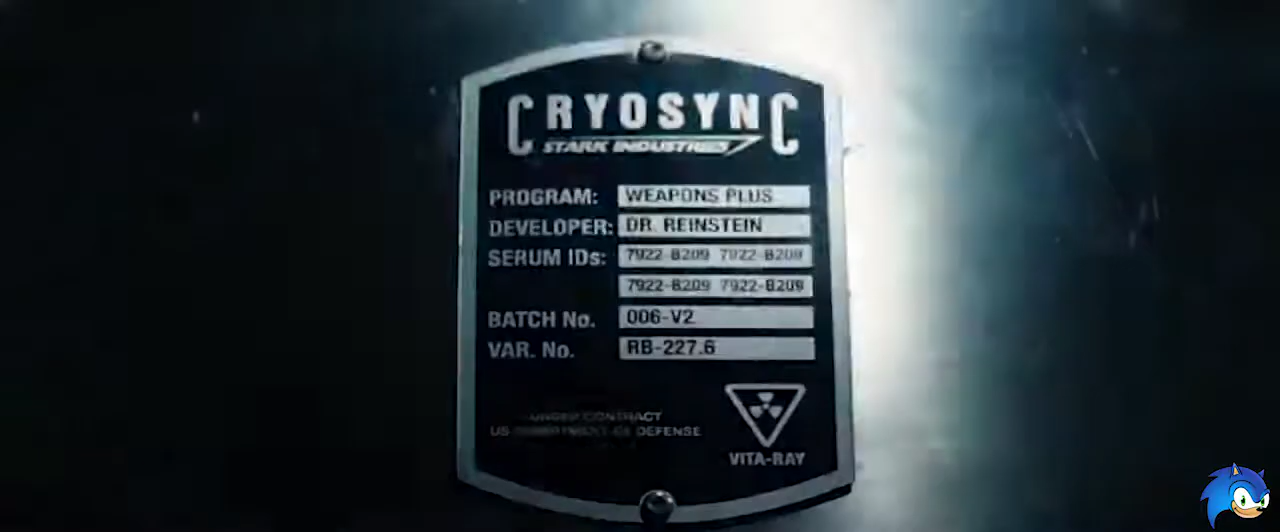 CRYOSYNC
STARK INDUSTRIES
PROGRAM: WEAPONS PLUS
DEVELOPER: DR. REINSTEIN
SERUM IDs: 7922-B209 7922-B209
7922-B209 7922-B209
BATCH No. 006-V2
VAR. No. RB-227.6
UNDER CONTRACT
US DEPARTMENT OF DEFENSE
VITA-RAY